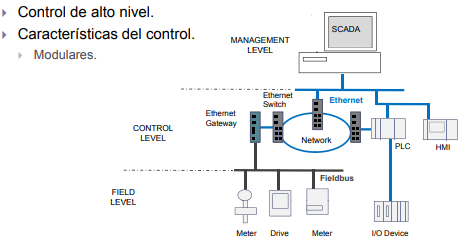 Control de alto nivel.
Características del control.
Modulares.
SCADA
MANAGEMENT
LEVEL
Ethernet
Switch
Ethernet
Ethernet
Gateway
CONTROL
LEVEL
Network
PLC
HMI
Fieldbus
FIELD
LEVEL
Meter
Drive
Meter
I/O Device